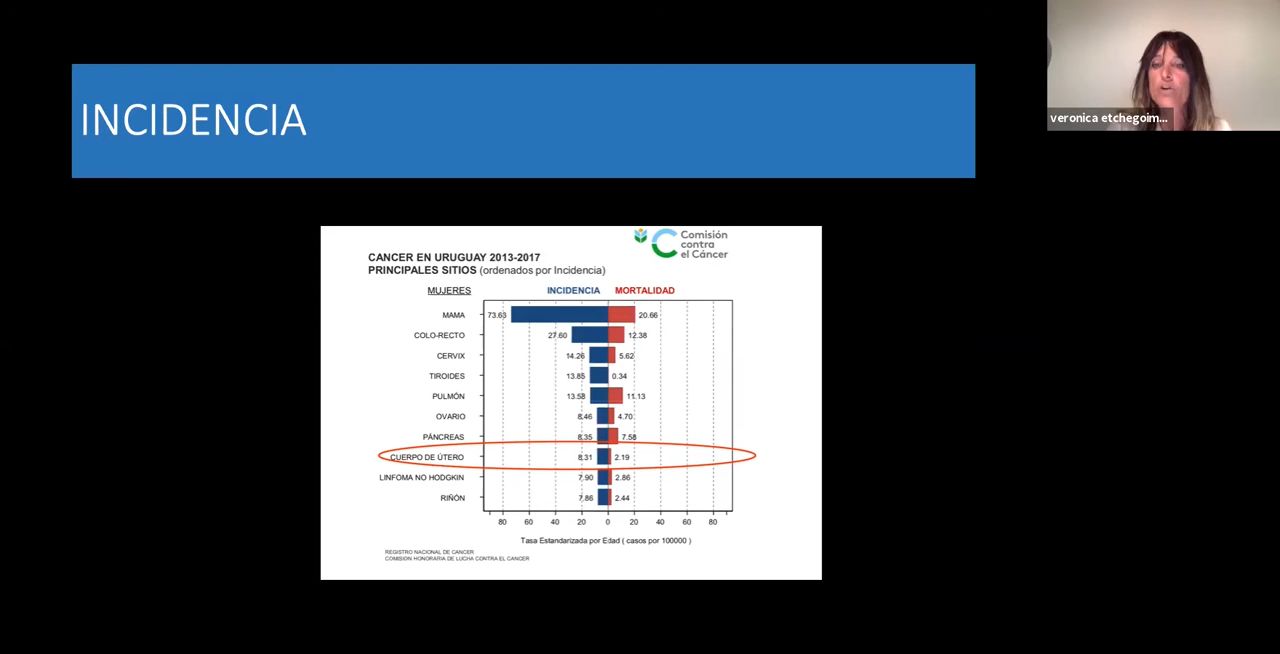 INCIDENCIA
veronica etchegoim...
Comisión
contra
el Cáncer
CANCER EN URUGUAY 2013-2017
PRINCIPALES SITIOS (ordenados por Incidencia)
MUJERES INCIDENCIA MORTALIDAD
MAMA 73.63 20.66
COLO-RECTO 27.60 12.38
CERVIX 14.26 5.62
TIROIDES 13.85 0.34
PULMÓN 13.58 11.13
OVARIO 8.46 4.70
PÁNCREAS 8.35 7.58
CUERPO DE ÚTERO 8.31 2.19
LINFOMA NO HODGKIN 7.90 2.86
RIÑÓN 7.86 2.44
80 60 40 20 0 20 40 60 80
Tasa Estandarizada por Edad ( casos por 100000 )
REGISTRO NACIONAL DE CANCER
COMISION HONORARIA DE LUCHA CONTRA EL CANCER